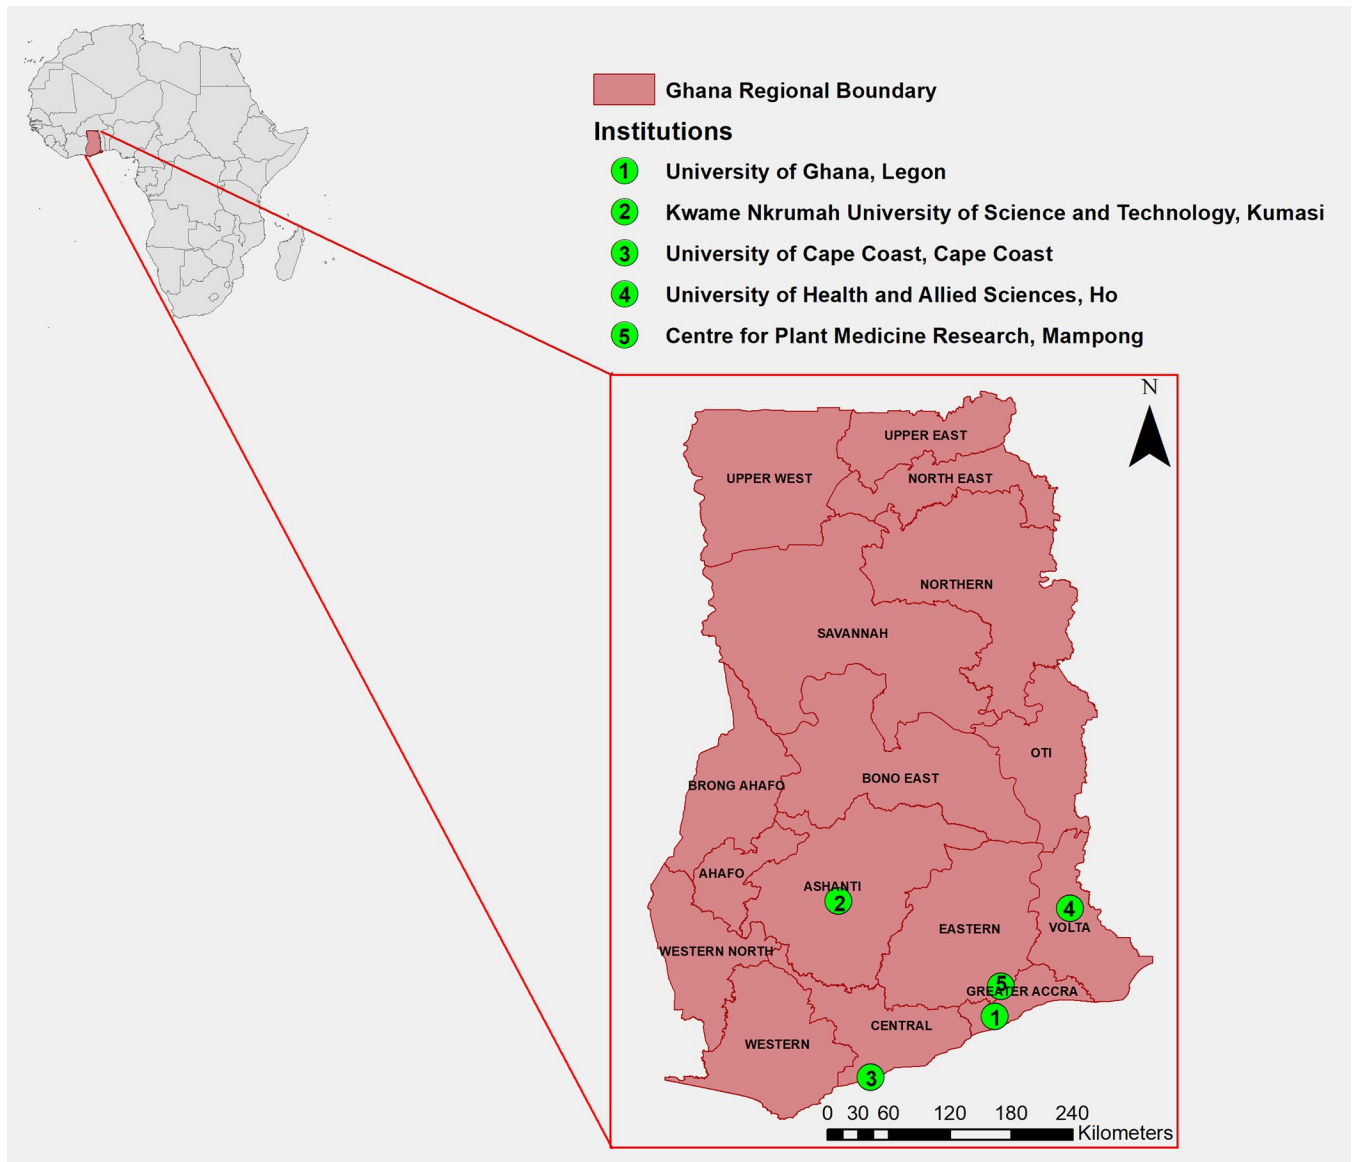 Ghana Regional Boundary
Institutions
1 University of Ghana, Legon
2 Kwame Nkrumah University of Science and Technology, Kumasi
3 University of Cape Coast, Cape Coast
4 University of Health and Allied Sciences, Ho
5 Centre for Plant Medicine Research, Mampong
N
UPPER EAST
UPPER WEST
NORTH EAST
NORTHERN
SAVANNAH
OTI
BONO EAST
BRONG AHAFO
AHAFO
ASHANTI
2
4
EASTERN
VOLTA
WESTERN NORTH
5
GREATER ACCRA
1
CENTRAL
WESTERN
3
0 30 60 120 180 240
Kilometers